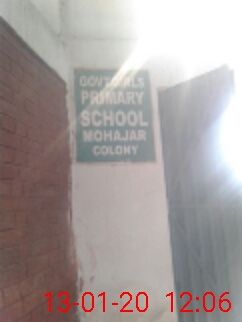 GOVT GIRLS
PRIMARY
SCHOOL
MOHAJAR
COLONY
13-01-20 12:06